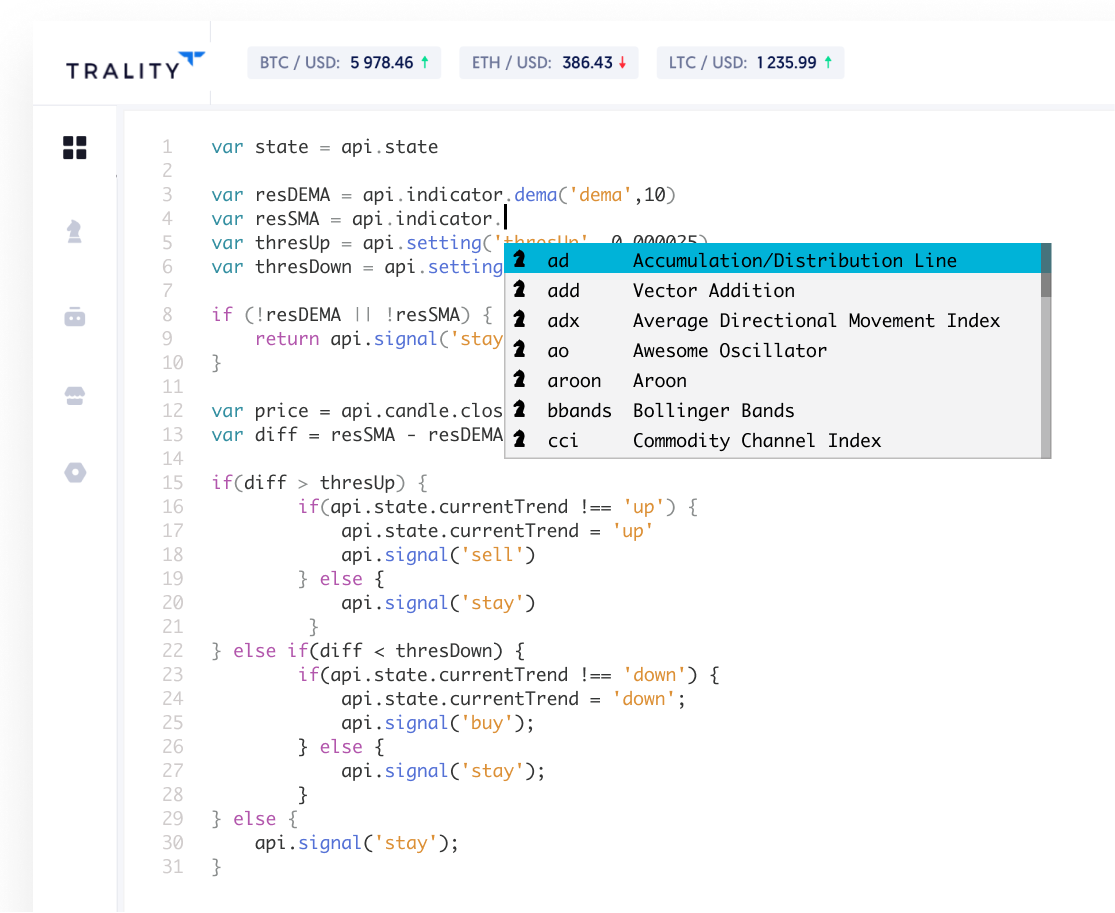 TRALITY
BTC / USD: 5 978.46 ↑
ETH / USD: 386.43 ↓
LTC / USD: 1 235.99 ↑
1 var state = api.state
2
3 var resDEMA = api.indicator.dema('dema',10)
4 var resSMA = api.indicator.
5 var thresUp = api.setting('thresUp', 0.000025)
6 var thresDown = api.setting
7
8 if (!resDEMA || !resSMA) {
9     return api.signal('stay
10 }
11
12 var price = api.candle.clos
13 var diff = resSMA - resDEMA
14
15 if(diff > thresUp) {
16         if(api.state.currentTrend !== 'up') {
17             api.state.currentTrend = 'up'
18             api.signal('sell')
19         } else {
20             api.signal('stay')
21          }
22 } else if(diff < thresDown) {
23         if(api.state.currentTrend !== 'down') {
24             api.state.currentTrend = 'down';
25             api.signal('buy');
26         } else {
27             api.signal('stay');
28         }
29 } else {
30     api.signal('stay');
31 }
ad Accumulation/Distribution Line
add Vector Addition
adx Average Directional Movement Index
ao Awesome Oscillator
aroon Aroon
bbands Bollinger Bands
cci Commodity Channel Index